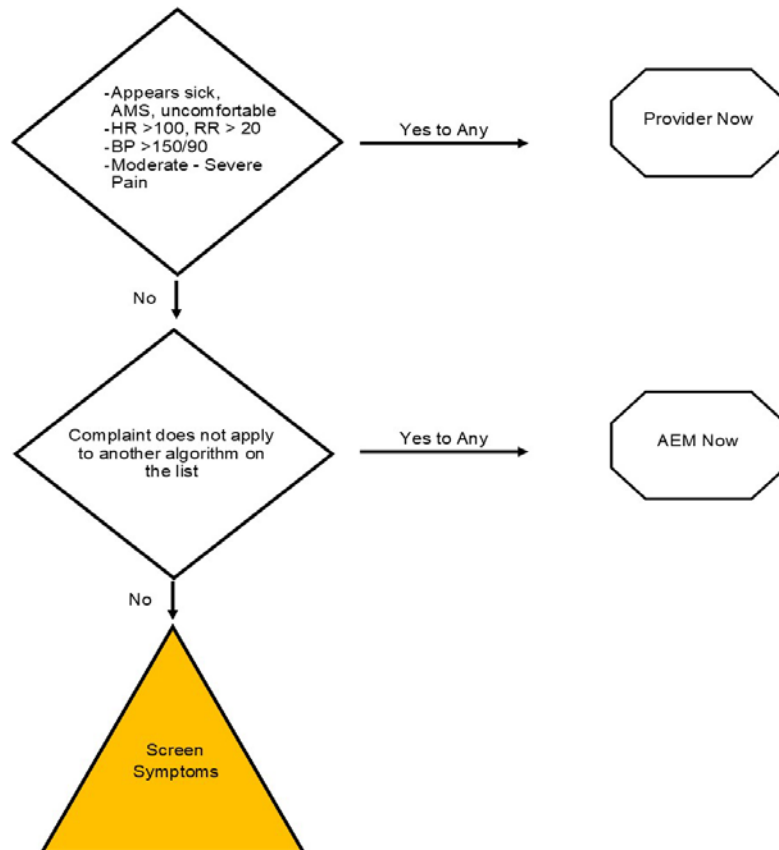 -Appears sick,
AMS, uncomfortable
-HR >100, RR > 20
-BP >150/90
-Moderate - Severe
Pain
Yes to Any
Provider Now
No
Complaint does not apply
to another algorithm on
the list
Yes to Any
AEM Now
No
Screen
Symptoms